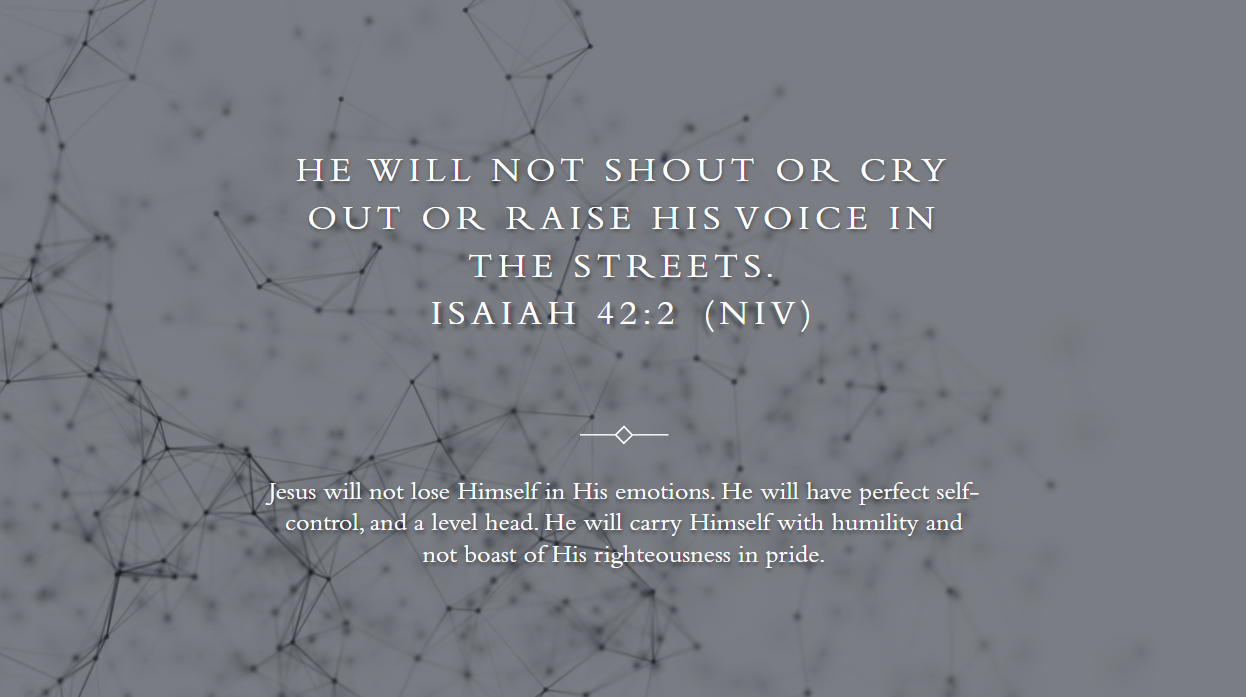 HE WILL NOT SHOUT OR CRY
OUT OR RAISE HIS VOICE IN
THE STREETS.
ISAIAH 42:2 (NIV)
Jesus will not lose Himself in His emotions. He will have perfect self-
control, and a level head. He will carry Himself with humility and
not boast of His righteousness in pride.